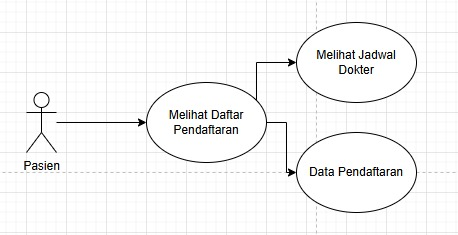 Pasien
Melihat Daftar
Pendaftaran
Melihat Jadwal
Dokter
Data Pendaftaran